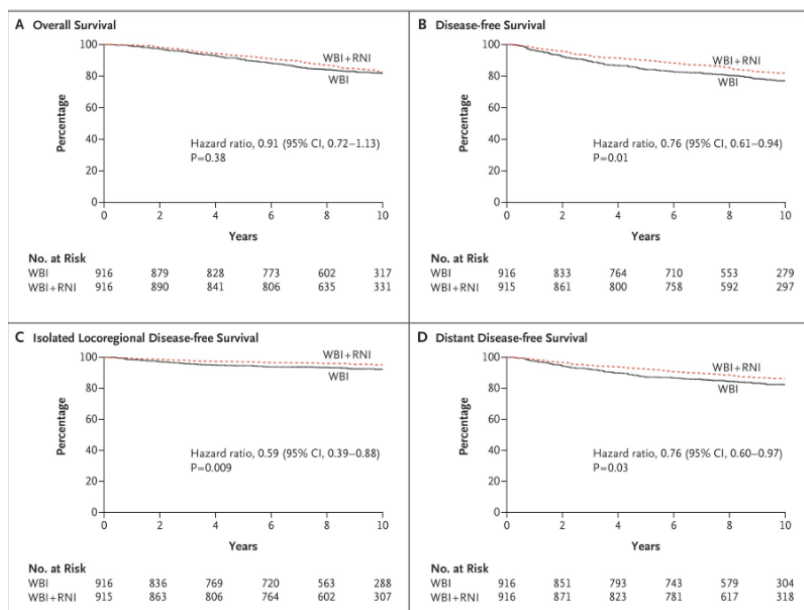 A Overall Survival
100
80
60
40
20
0
Percentage
WBI+RNI
WBI
Hazard ratio, 0.91 (95% CI, 0.72–1.13)
P=0.38
0 2 4 6 8 10
Years
No. at Risk
WBI 916 879 828 773 602 317
WBI+RNI 916 890 841 806 635 331
B Disease-free Survival
100
80
60
40
20
0
Percentage
WBI+RNI
WBI
Hazard ratio, 0.76 (95% CI, 0.61–0.94)
P=0.01
0 2 4 6 8 10
Years
No. at Risk
WBI 916 833 764 710 553 279
WBI+RNI 915 861 800 758 592 297
C Isolated Locoregional Disease-free Survival
100
80
60
40
20
0
Percentage
WBI+RNI
WBI
Hazard ratio, 0.59 (95% CI, 0.39–0.88)
P=0.009
0 2 4 6 8 10
Years
No. at Risk
WBI 916 836 769 720 563 288
WBI+RNI 915 863 806 764 602 307
D Distant Disease-free Survival
100
80
60
40
20
0
Percentage
WBI+RNI
WBI
Hazard ratio, 0.76 (95% CI, 0.60–0.97)
P=0.03
0 2 4 6 8 10
Years
No. at Risk
WBI 916 851 793 743 579 304
WBI+RNI 916 871 823 781 617 318